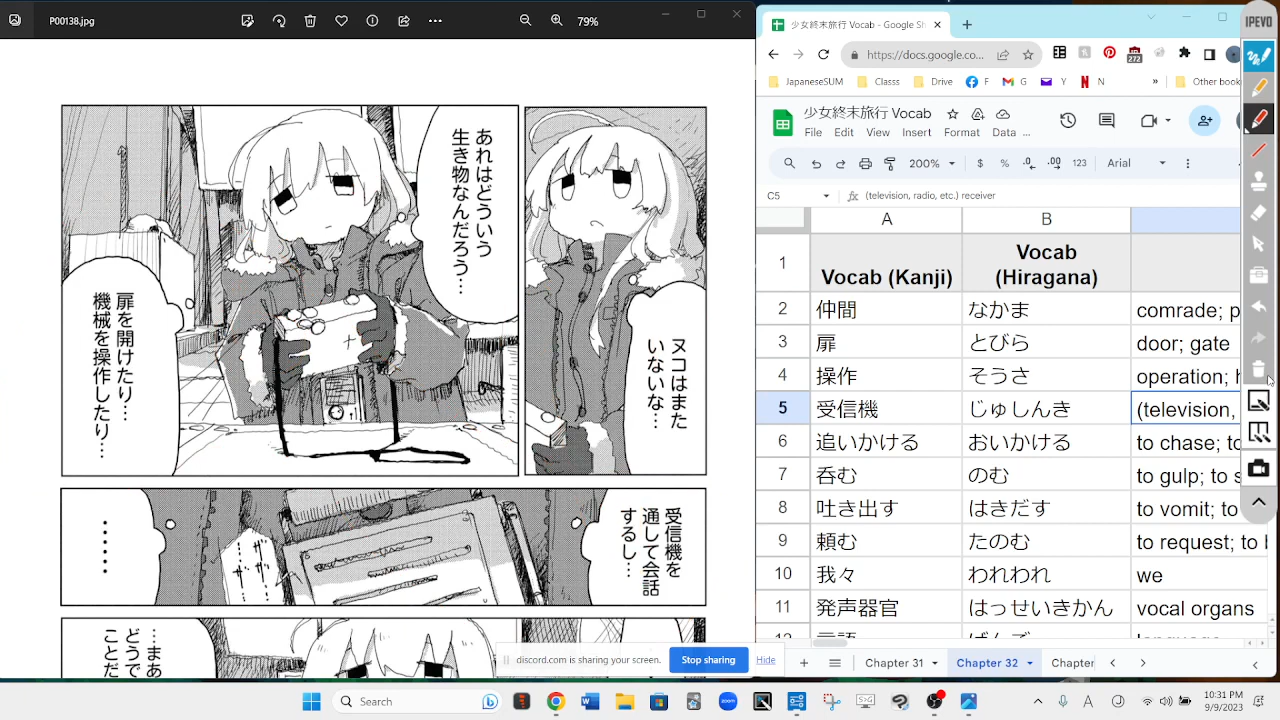 P00138.jpg
79%
ヌコはまた
いないな…
あれはどういう
生き物なんだろう…
扉を開けたり…
機械を操作したり…
受信機を
通して会話
するし…
……
…まあ
どうで
ことだ
少女終末旅行 Vocab - Google Sh
IPEVO
https://docs.google.co...
272
JapaneseSUM
Classs
Drive
F
G
Y
N
»
Other book
少女終末旅行 Vocab
File Edit View Insert Format Data ...
200% $ % .0 .00 123 Arial
C5 fx (television, radio, etc.) receiver
A B
1 Vocab (Kanji) Vocab (Hiragana)
2 仲間 なかま comrade; p
3 扉 とびら door; gate
4 操作 そうさ operation; h
5 受信機 じゅしんき (television,
6 追いかける おいかける to chase; to
7 呑む のむ to gulp; to s
8 吐き出す はきだす to vomit; to
9 頼む たのむ to request; to b
10 我々 われわれ we
11 発声器官 はっせいきかん vocal organs
discord.com is sharing your screen. Stop sharing Hide
Chapter 31 Chapter 32 Chapter
Search
10:31 PM
9/9/2023